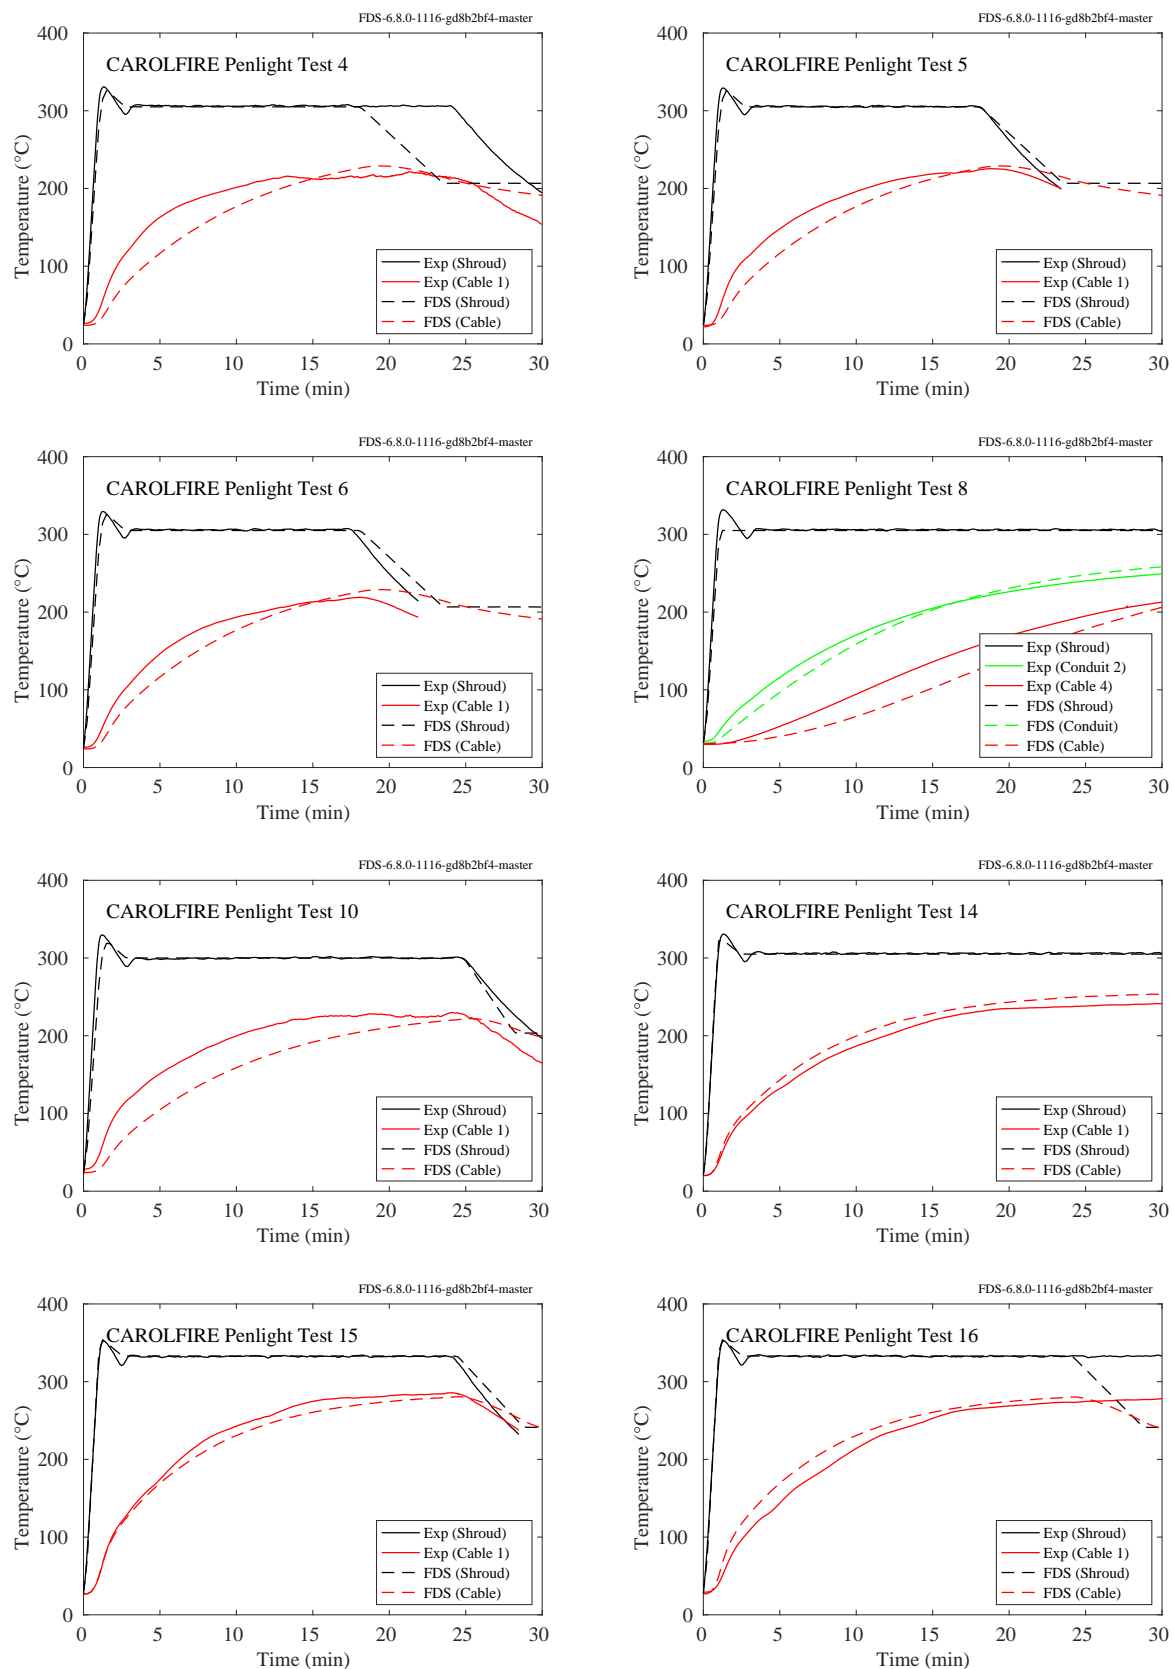 FDS-6.8.0-1116-gd8b2bf4-master
CAROLFIRE Penlight Test 4
Temperature (°C)
400
300
200
100
0
0 5 10 15 20 25 30
Time (min)
Exp (Shroud)
Exp (Cable 1)
FDS (Shroud)
FDS (Cable)
FDS-6.8.0-1116-gd8b2bf4-master
CAROLFIRE Penlight Test 5
Temperature (°C)
400
300
200
100
0
0 5 10 15 20 25 30
Time (min)
Exp (Shroud)
Exp (Cable 1)
FDS (Shroud)
FDS (Cable)
FDS-6.8.0-1116-gd8b2bf4-master
CAROLFIRE Penlight Test 6
Temperature (°C)
400
300
200
100
0
0 5 10 15 20 25 30
Time (min)
Exp (Shroud)
Exp (Cable 1)
FDS (Shroud)
FDS (Cable)
FDS-6.8.0-1116-gd8b2bf4-master
CAROLFIRE Penlight Test 8
Temperature (°C)
400
300
200
100
0
0 5 10 15 20 25 30
Time (min)
Exp (Shroud)
Exp (Conduit 2)
Exp (Cable 4)
FDS (Shroud)
FDS (Conduit)
FDS (Cable)
FDS-6.8.0-1116-gd8b2bf4-master
CAROLFIRE Penlight Test 10
Temperature (°C)
400
300
200
100
0
0 5 10 15 20 25 30
Time (min)
Exp (Shroud)
Exp (Cable 1)
FDS (Shroud)
FDS (Cable)
FDS-6.8.0-1116-gd8b2bf4-master
CAROLFIRE Penlight Test 14
Temperature (°C)
400
300
200
100
0
0 5 10 15 20 25 30
Time (min)
Exp (Shroud)
Exp (Cable 1)
FDS (Shroud)
FDS (Cable)
FDS-6.8.0-1116-gd8b2bf4-master
CAROLFIRE Penlight Test 15
Temperature (°C)
400
300
200
100
0
0 5 10 15 20 25 30
Time (min)
Exp (Shroud)
Exp (Cable 1)
FDS (Shroud)
FDS (Cable)
FDS-6.8.0-1116-gd8b2bf4-master
CAROLFIRE Penlight Test 16
Temperature (°C)
400
300
200
100
0
0 5 10 15 20 25 30
Time (min)
Exp (Shroud)
Exp (Cable 1)
FDS (Shroud)
FDS (Cable)